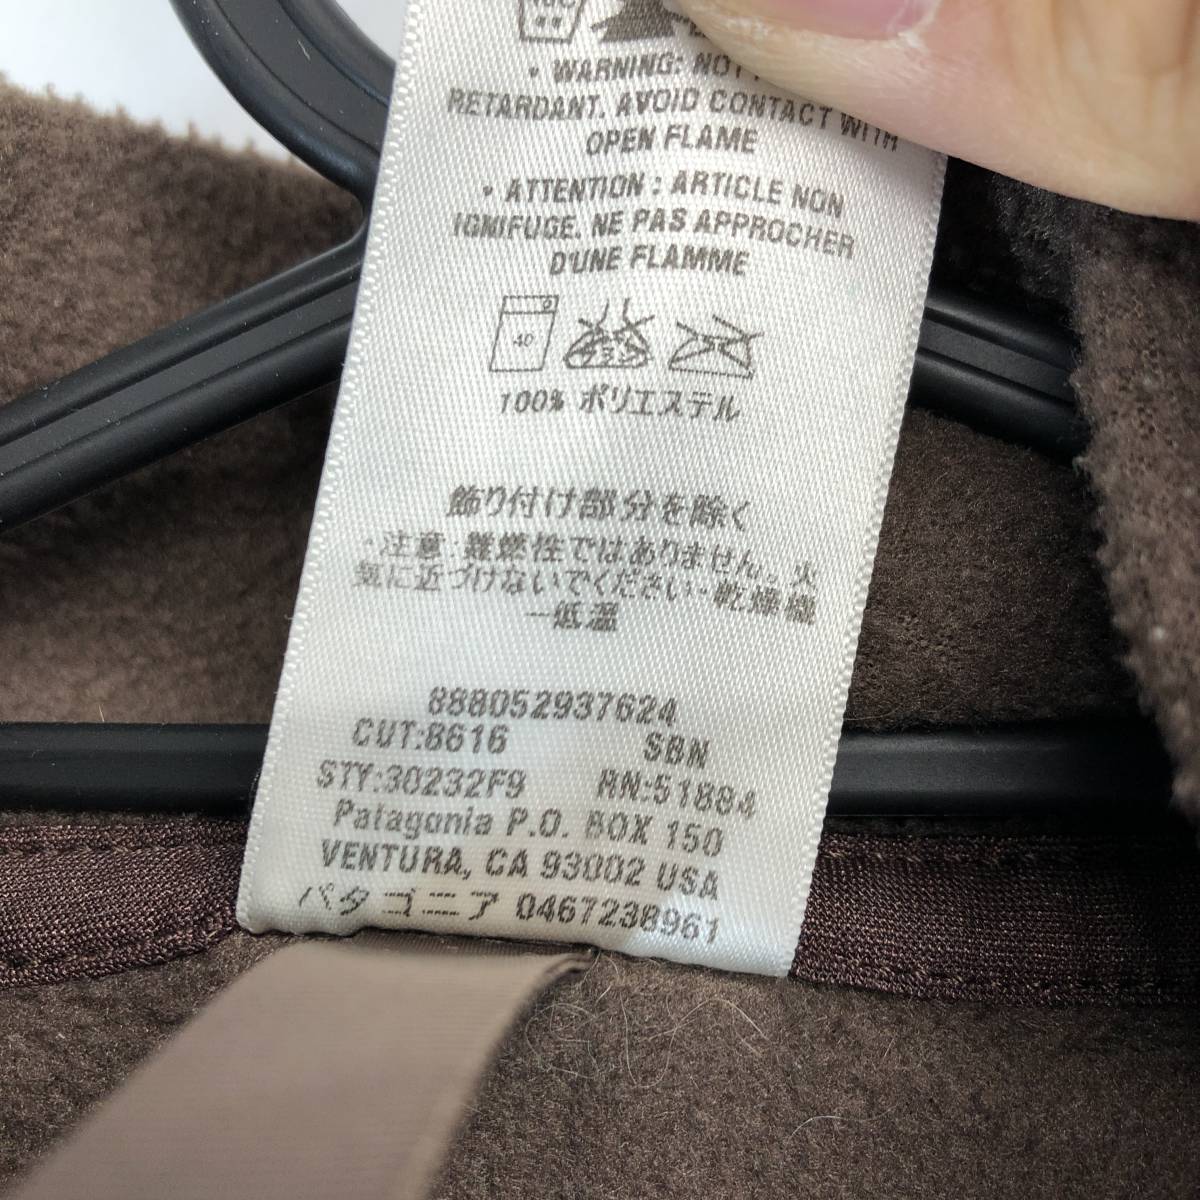 • WARNING: NOT
RETARDANT. AVOID CONTACT WITH
OPEN FLAME
• ATTENTION : ARTICLE NON
IGNIFUGE. NE PAS APPROCHER
D'UNE FLAMME
40
100% ポリエステル
飾り付け部分を除く
・注意:難燃性ではありません。火
気に近づけないでください・乾燥機
ー低温
888052937624
CUT:8616 SBN
STY:30232F9 RN:51884
Patagonia P.O. BOX 150
VENTURA, CA 93002 USA
パタゴニア 0467238961